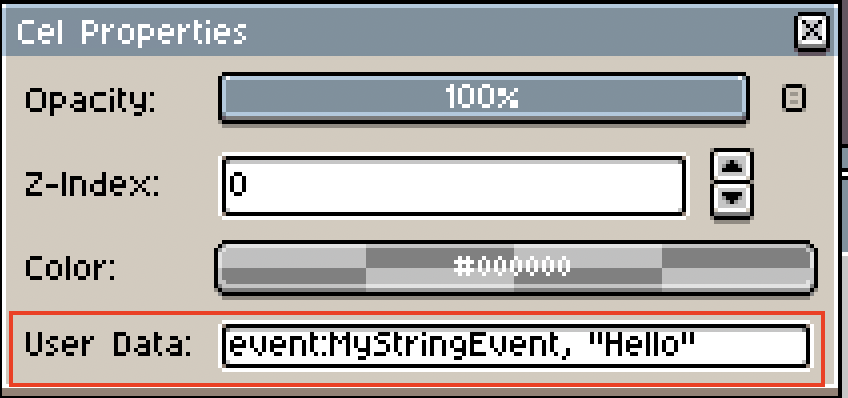 Cel Properties
Opacity: 100%
Z-Index: 0
Color: #000000
User Data: event:MyStringEvent, "Hello"